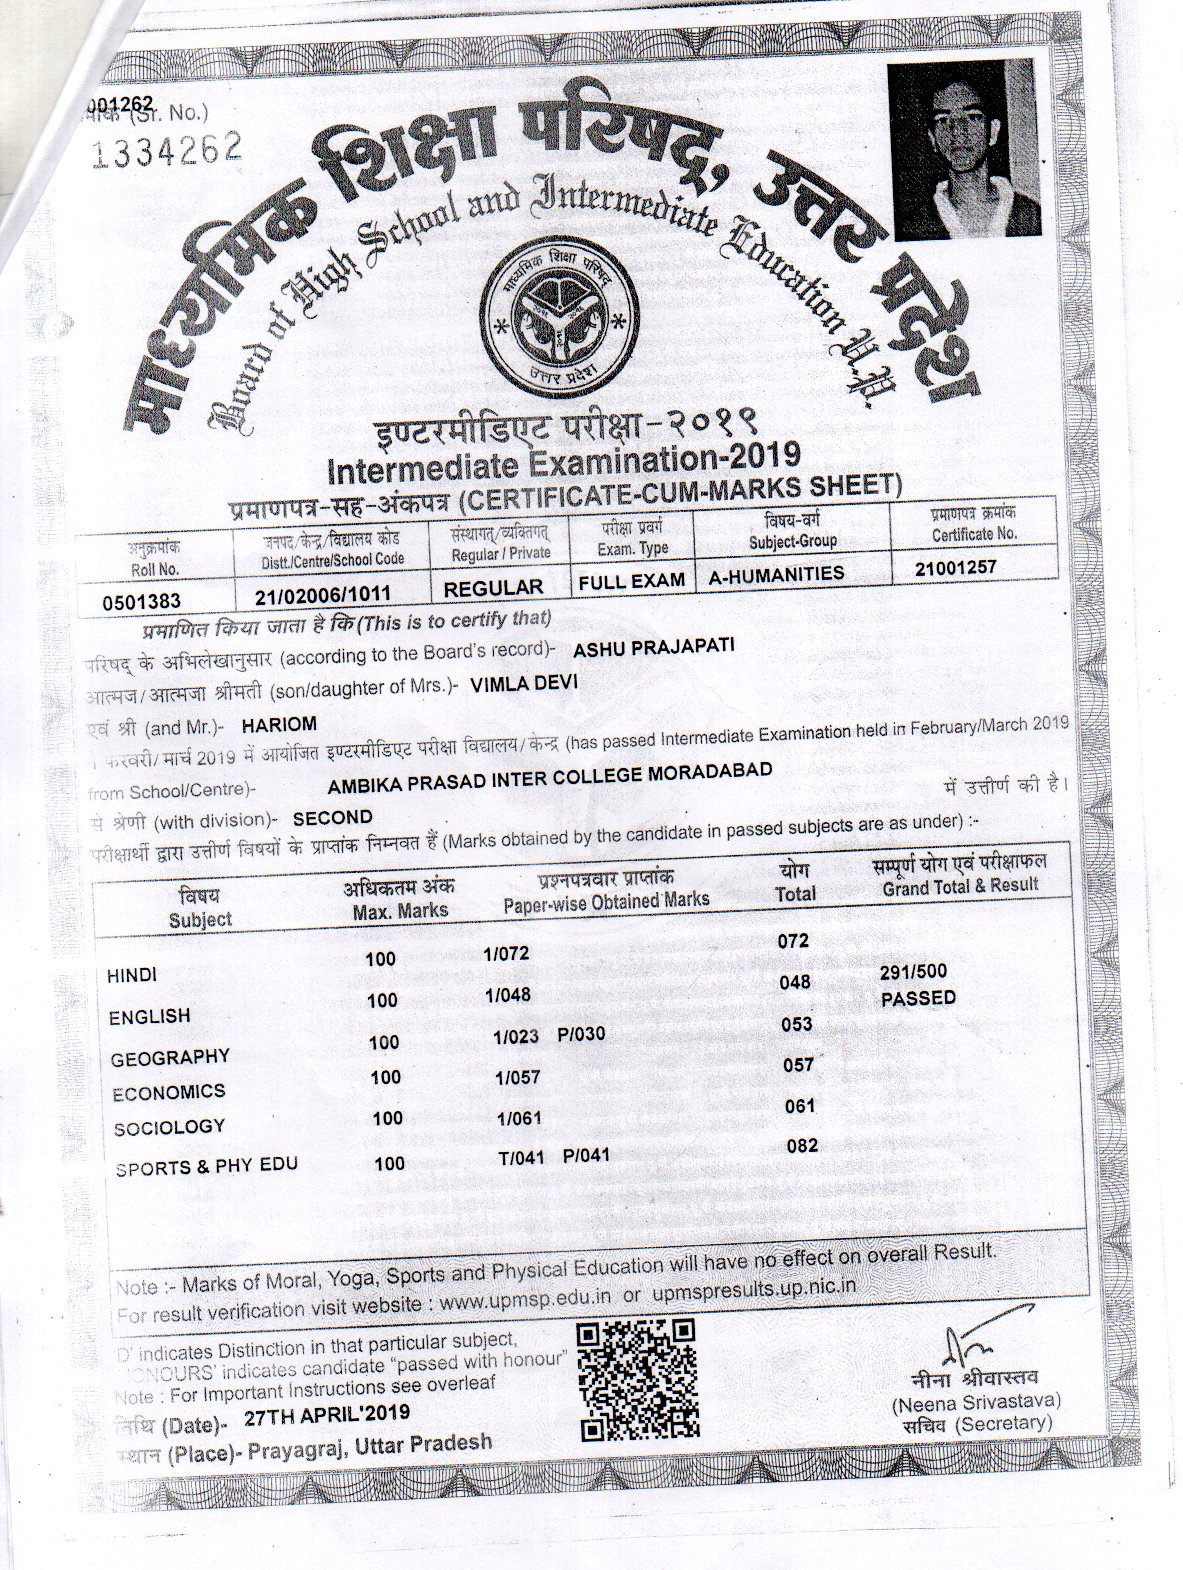 001262
(Sr. No.)
1334262
माध्यमिक शिक्षा परिषद्, उत्तर प्रदेश
Board of High School and Intermediate Education U.P.
माध्यमिक शिक्षा परिषद्
उत्तर प्रदेश
इण्टरमीडिएट परीक्षा-२०१९
Intermediate Examination-2019
प्रमाणपत्र-सह-अंकपत्र (CERTIFICATE-CUM-MARKS SHEET)
अनुक्रमांक जनपद/केन्द्र/विद्यालय कोड संस्थागत्/व्यक्तिगत् परीक्षा प्रवर्ग विषय-वर्ग प्रमाणपत्र क्रमांक
Roll No. Distt./Centre/School Code Regular / Private Exam. Type Subject-Group Certificate No.
0501383 21/02006/1011 REGULAR FULL EXAM A-HUMANITIES 21001257
प्रमाणित किया जाता है कि (This is to certify that)
परिषद् के अभिलेखानुसार (according to the Board's record)- ASHU PRAJAPATI
आत्मज/आत्मजा श्रीमती (son/daughter of Mrs.)- VIMLA DEVI
एवं श्री (and Mr.)- HARIOM
फरवरी/मार्च 2019 में आयोजित इण्टरमीडिएट परीक्षा विद्यालय/केन्द्र (has passed Intermediate Examination held in February/March 2019
from School/Centre)- AMBIKA PRASAD INTER COLLEGE MORADABAD में उत्तीर्ण की है।
से श्रेणी (with division)- SECOND
परीक्षार्थी द्वारा उत्तीर्ण विषयों के प्राप्तांक निम्नवत हैं (Marks obtained by the candidate in passed subjects are as under) :-
विषय अधिकतम अंक प्रश्नपत्रवार प्राप्तांक योग सम्पूर्ण योग एवं परीक्षाफल
Subject Max. Marks Paper-wise Obtained Marks Total Grand Total & Result
HINDI 100 1/072 072
ENGLISH 100 1/048 048 291/500
PASSED
GEOGRAPHY 100 1/023 P/030 053
ECONOMICS 100 1/057 057
SOCIOLOGY 100 1/061 061
SPORTS & PHY EDU 100 T/041 P/041 082
Note :- Marks of Moral, Yoga, Sports and Physical Education will have no effect on overall Result.
For result verification visit website : www.upmsp.edu.in or upmspresults.up.nic.in
'D' indicates Distinction in that particular subject,
'HONOURS' indicates candidate "passed with honour"
Note : For Important Instructions see overleaf
तिथि (Date)- 27TH APRIL'2019
स्थान (Place)- Prayagraj, Uttar Pradesh
नीना श्रीवास्तव
(Neena Srivastava)
सचिव (Secretary)